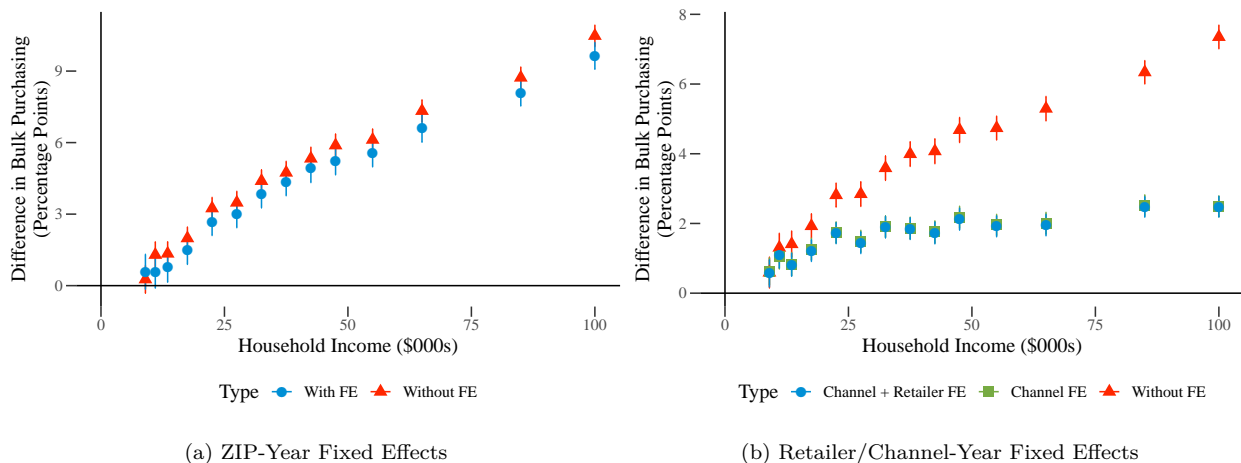 Difference in Bulk Purchasing
(Percentage Points)
9
6
3
0
0
25
50
75
100
Household Income ($000s)
Type With FE Without FE
(a) ZIP-Year Fixed Effects
Difference in Bulk Purchasing
(Percentage Points)
8
6
4
2
0
0
25
50
75
100
Household Income ($000s)
Type Channel + Retailer FE Channel FE Without FE
(b) Retailer/Channel-Year Fixed Effects